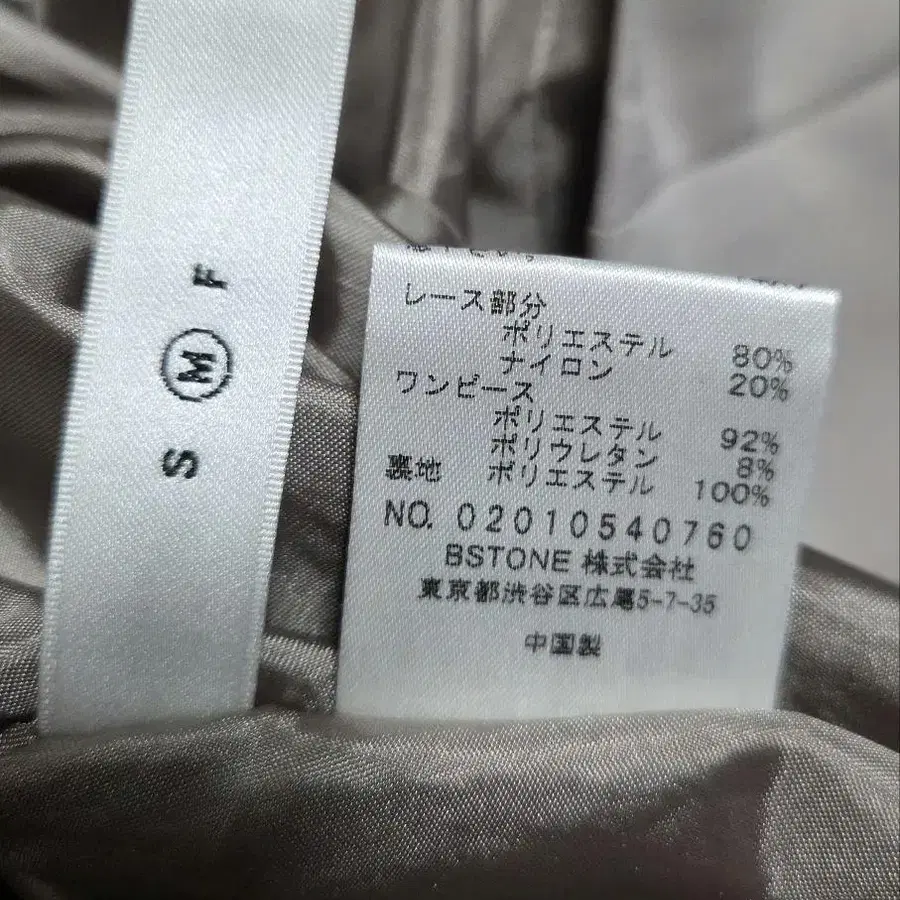 S M F
レース部分
ポリエステル 80%
ナイロン 20%
ワンピース
ポリエステル 92%
ポリウレタン 8%
裏地 ポリエステル 100%
NO. 02010540760
BSTONE 株式会社
東京都渋谷区広尾5-7-35
中国製